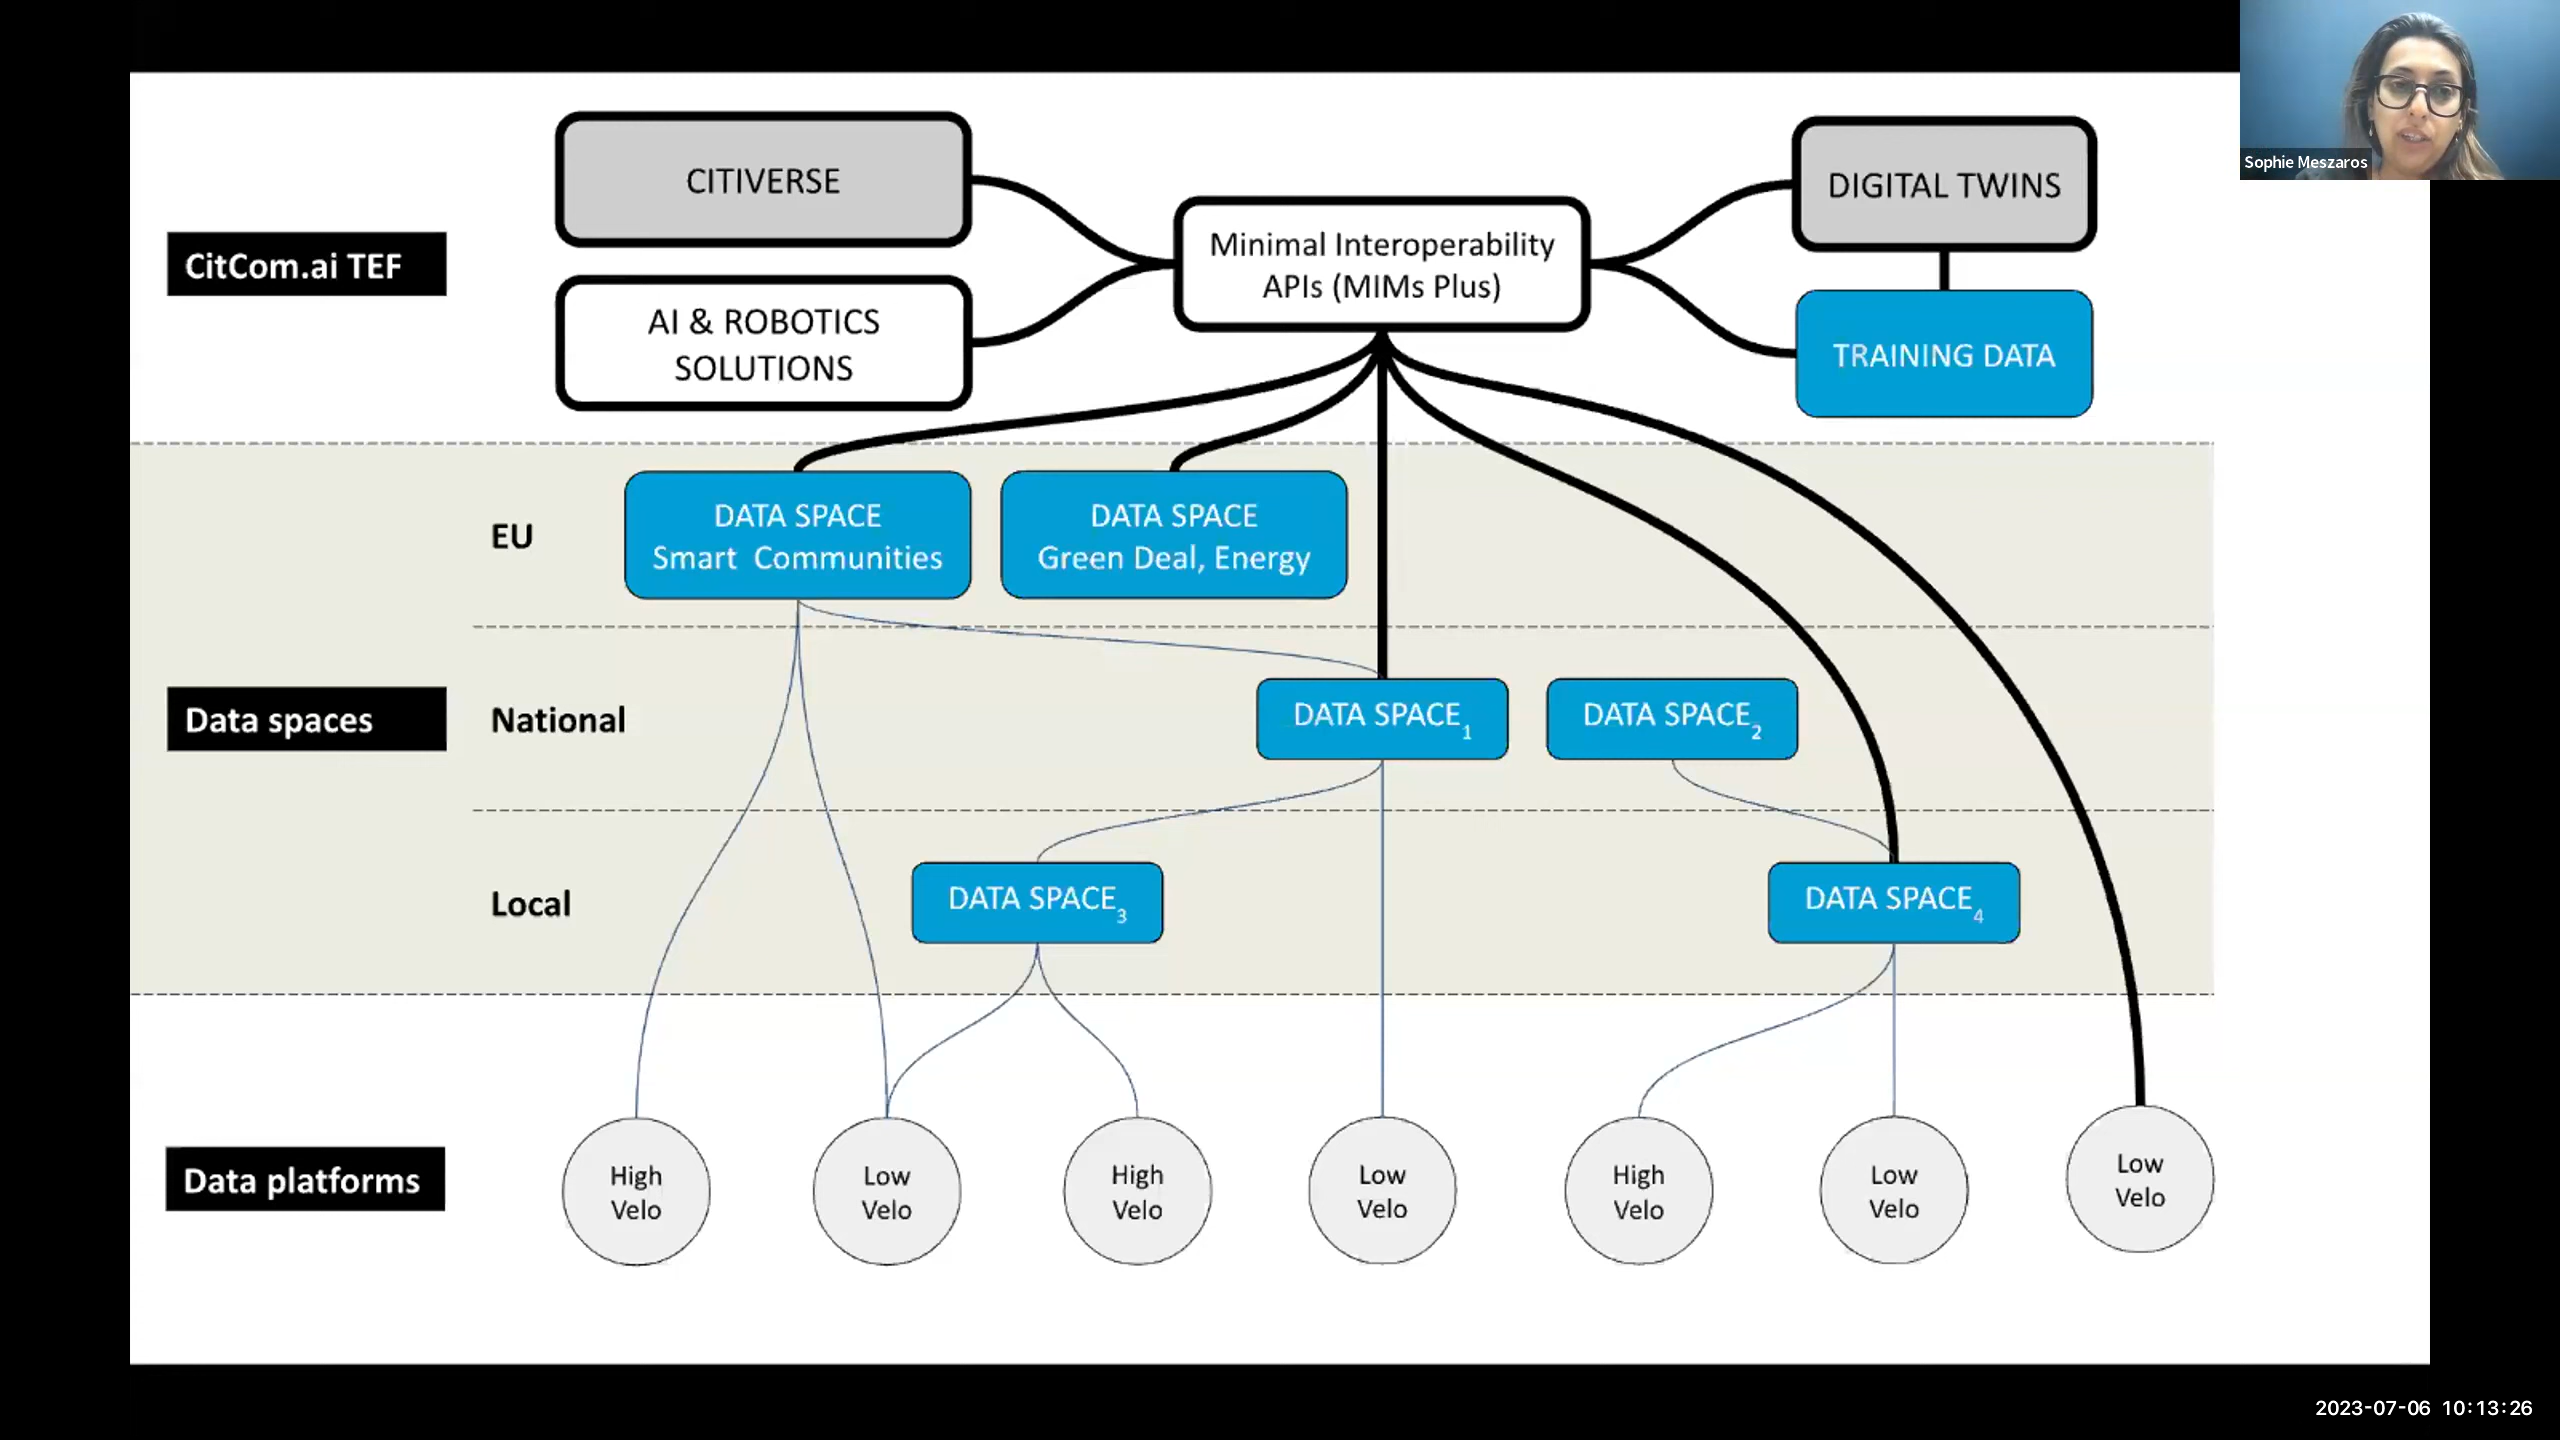 Sophie Meszaros
CITIVERSE
DIGITAL TWINS
Minimal Interoperability
APIs (MIMs Plus)
CitCom.ai TEF
AI & ROBOTICS
SOLUTIONS
TRAINING DATA
EU
DATA SPACE
Smart Communities
DATA SPACE
Green Deal, Energy
Data spaces
National
DATA SPACE1
DATA SPACE2
Local
DATA SPACE3
DATA SPACE4
Data platforms
High
Velo
Low
Velo
High
Velo
Low
Velo
High
Velo
Low
Velo
Low
Velo
2023-07-06 10:13:26